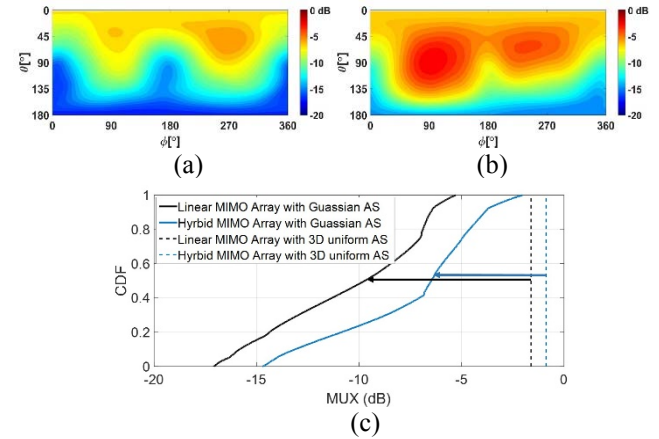 0 dB
0 dB
0
45
90
135
180
θ[°]
0
90
180
270
360
ϕ[°]
0
-5
-10
-15
-20
(a)
0
45
90
135
180
θ[°]
0
90
180
270
360
ϕ[°]
-5
-10
-15
-20
(b)
1
0.8
0.6
0.4
0.2
0
CDF
Linear MIMO Array with Guassian AS
Hyrbid MIMO Array with Guassian AS
Linear MIMO Array with 3D uniform AS
Hybrid MIMO Array with 3D uniform AS
-20
-15
-10
-5
0
MUX (dB)
(c)